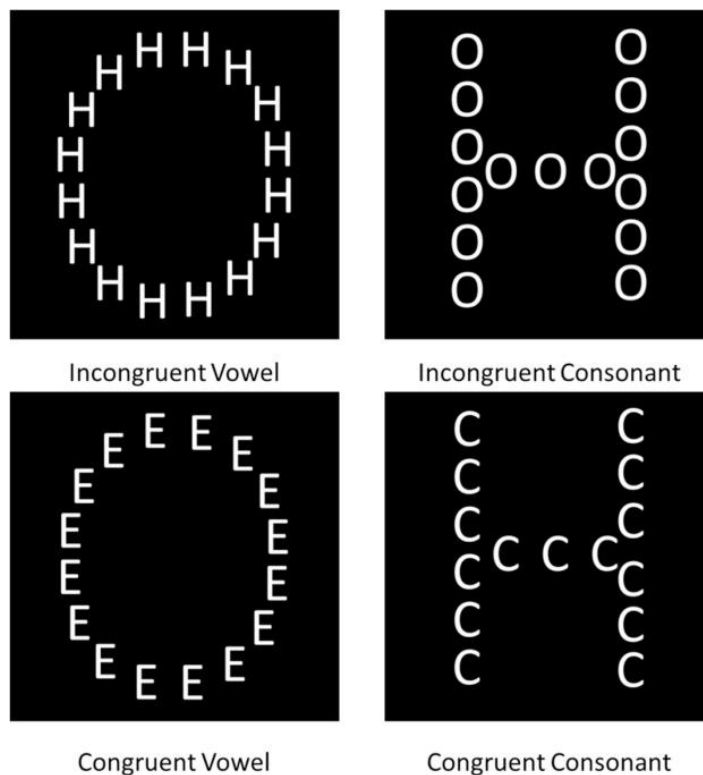 H H
H H
H H
H H
H H
H H
H H
H H
Incongruent Vowel
O O
O O
O O
O O O
O O
O O
O O
Incongruent Consonant
E E
E E
E E
E E
E E
E E
E E
E E
Congruent Vowel
C C
C C
C C
C C C
C C
C C
C C
Congruent Consonant